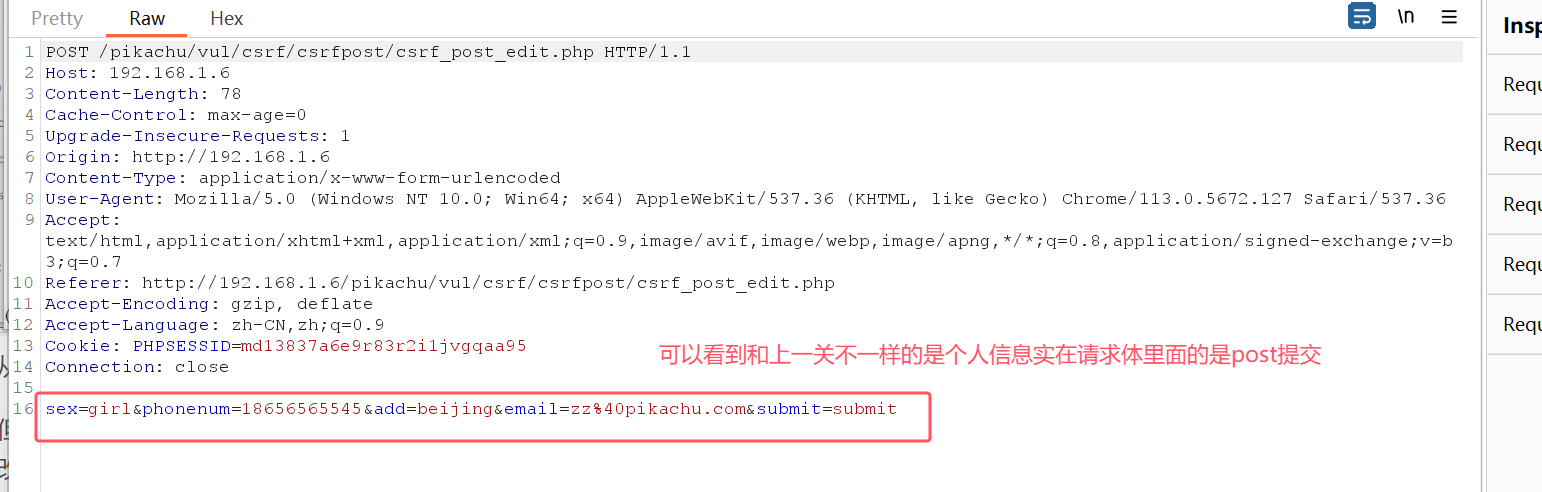 Pretty Raw Hex \n Insp
1 POST /pikachu/vul/csrf/csrfpost/csrf_post_edit.php HTTP/1.1
2 Host: 192.168.1.6
3 Content-Length: 78
4 Cache-Control: max-age=0
5 Upgrade-Insecure-Requests: 1
6 Origin: http://192.168.1.6
7 Content-Type: application/x-www-form-urlencoded
8 User-Agent: Mozilla/5.0 (Windows NT 10.0; Win64; x64) AppleWebKit/537.36 (KHTML, like Gecko) Chrome/113.0.5672.127 Safari/537.36
9 Accept:
text/html,application/xhtml+xml,application/xml;q=0.9,image/avif,image/webp,image/apng,*/*;q=0.8,application/signed-exchange;v=b
3;q=0.7
10 Referer: http://192.168.1.6/pikachu/vul/csrf/csrfpost/csrf_post_edit.php
11 Accept-Encoding: gzip, deflate
12 Accept-Language: zh-CN,zh;q=0.9
13 Cookie: PHPSESSID=md13837a6e9r83r2i1jvgqaa95
14 Connection: close
可以看到和上一关不一样的是个人信息实在请求体里面的是post提交
15
16 sex=girl&phonenum=18656565545&add=beijing&email=zz%40pikachu.com&submit=submit
Requ
Requ
Requ
Requ
Requ